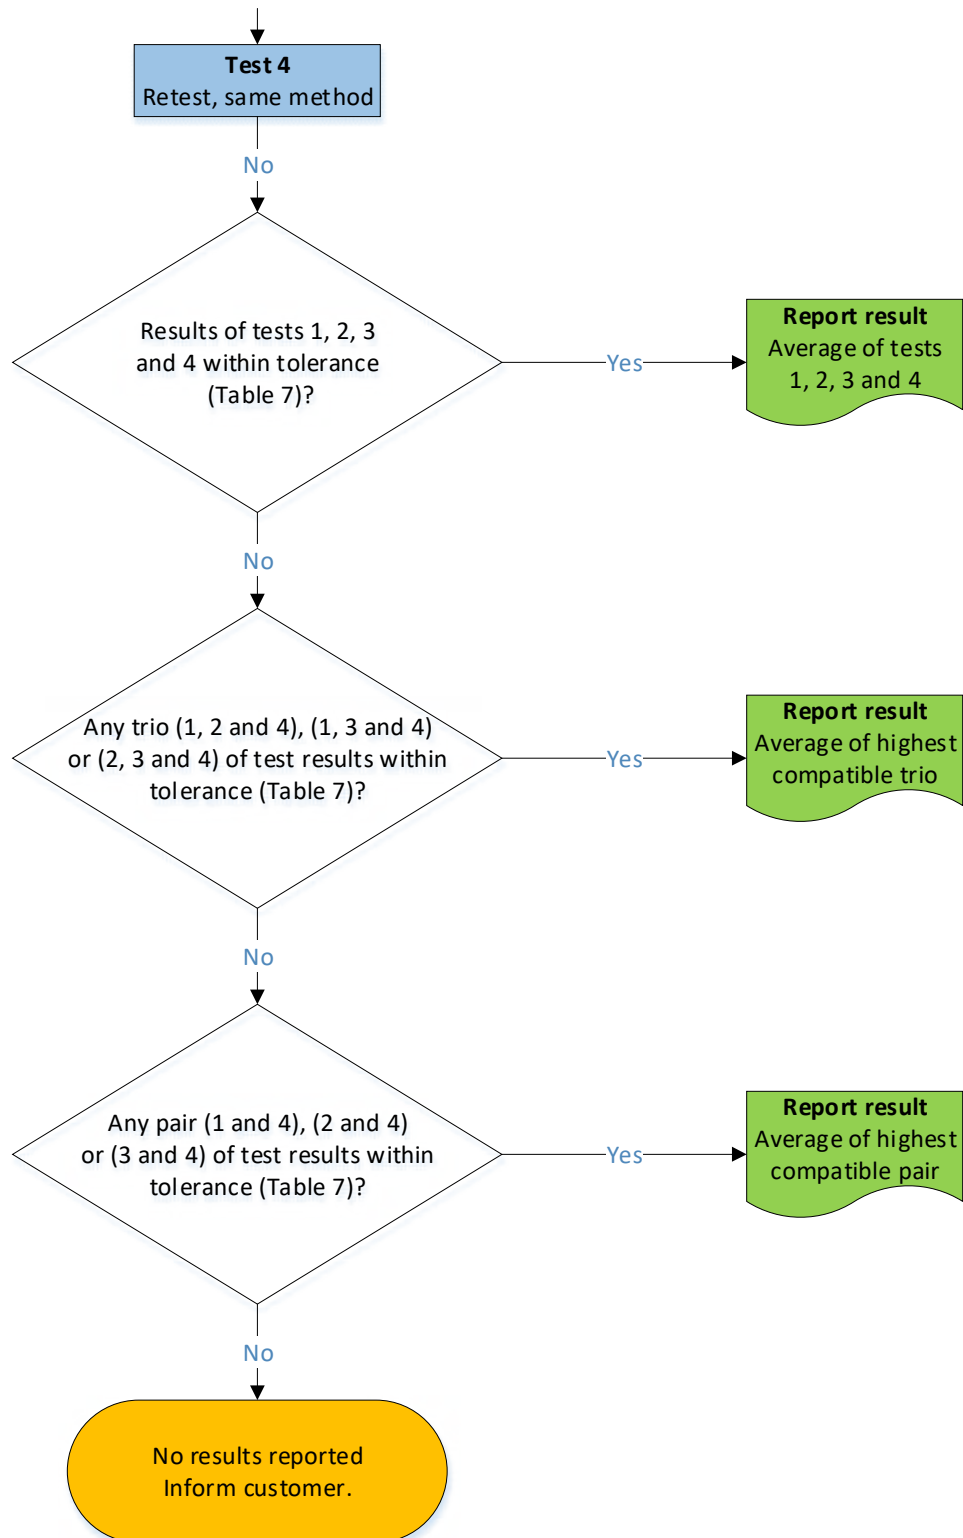 Test 4
Retest, same method
No
Results of tests 1, 2, 3
and 4 within tolerance
(Table 7)?
Yes
Report result
Average of tests
1, 2, 3 and 4
No
Any trio (1, 2 and 4), (1, 3 and 4)
or (2, 3 and 4) of test results within
tolerance (Table 7)?
Yes
Report result
Average of highest
compatible trio
No
Any pair (1 and 4), (2 and 4)
or (3 and 4) of test results within
tolerance (Table 7)?
Yes
Report result
Average of highest
compatible pair
No
No results reported
Inform customer.